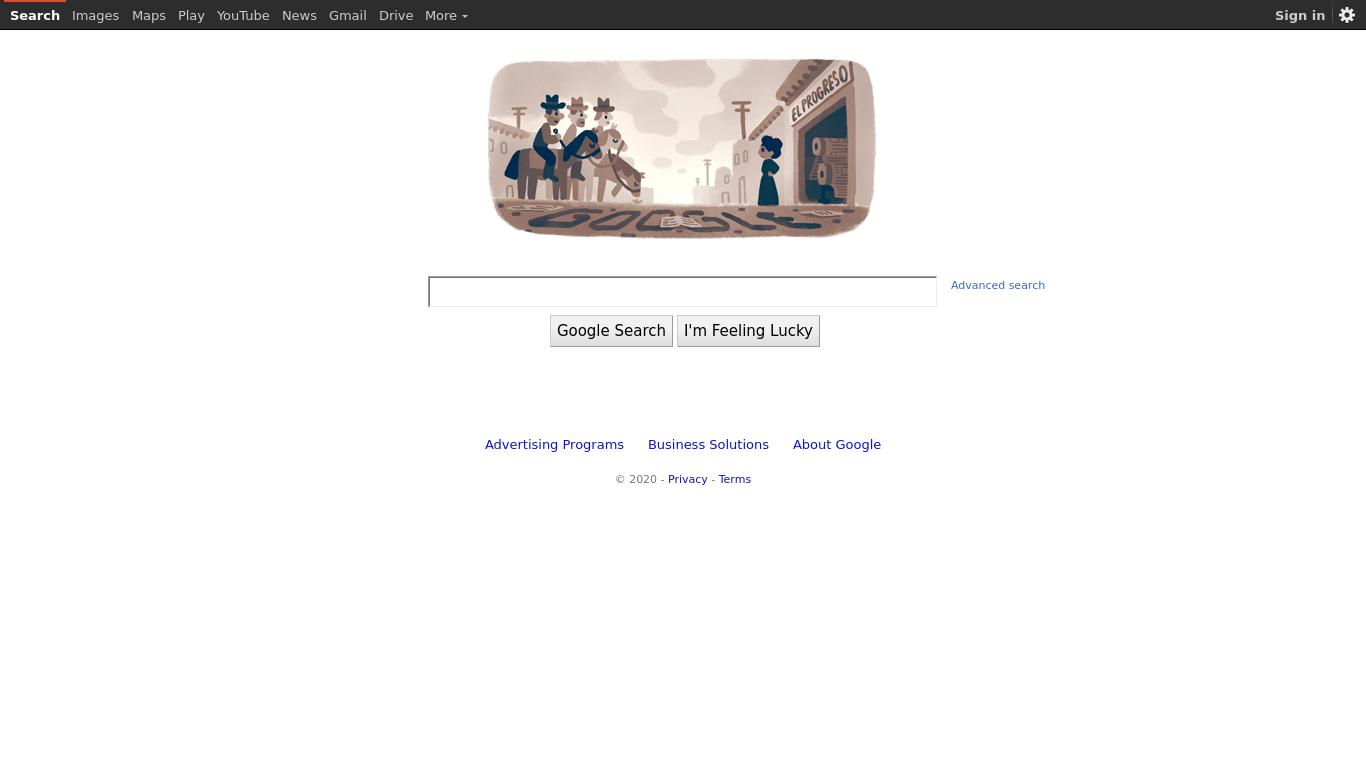 Search Images Maps Play YouTube News Gmail Drive More Sign in
EL PROGRESO
GOOGLE
Advanced search
Google Search I'm Feeling Lucky
Advertising Programs Business Solutions About Google
© 2020 - Privacy - Terms